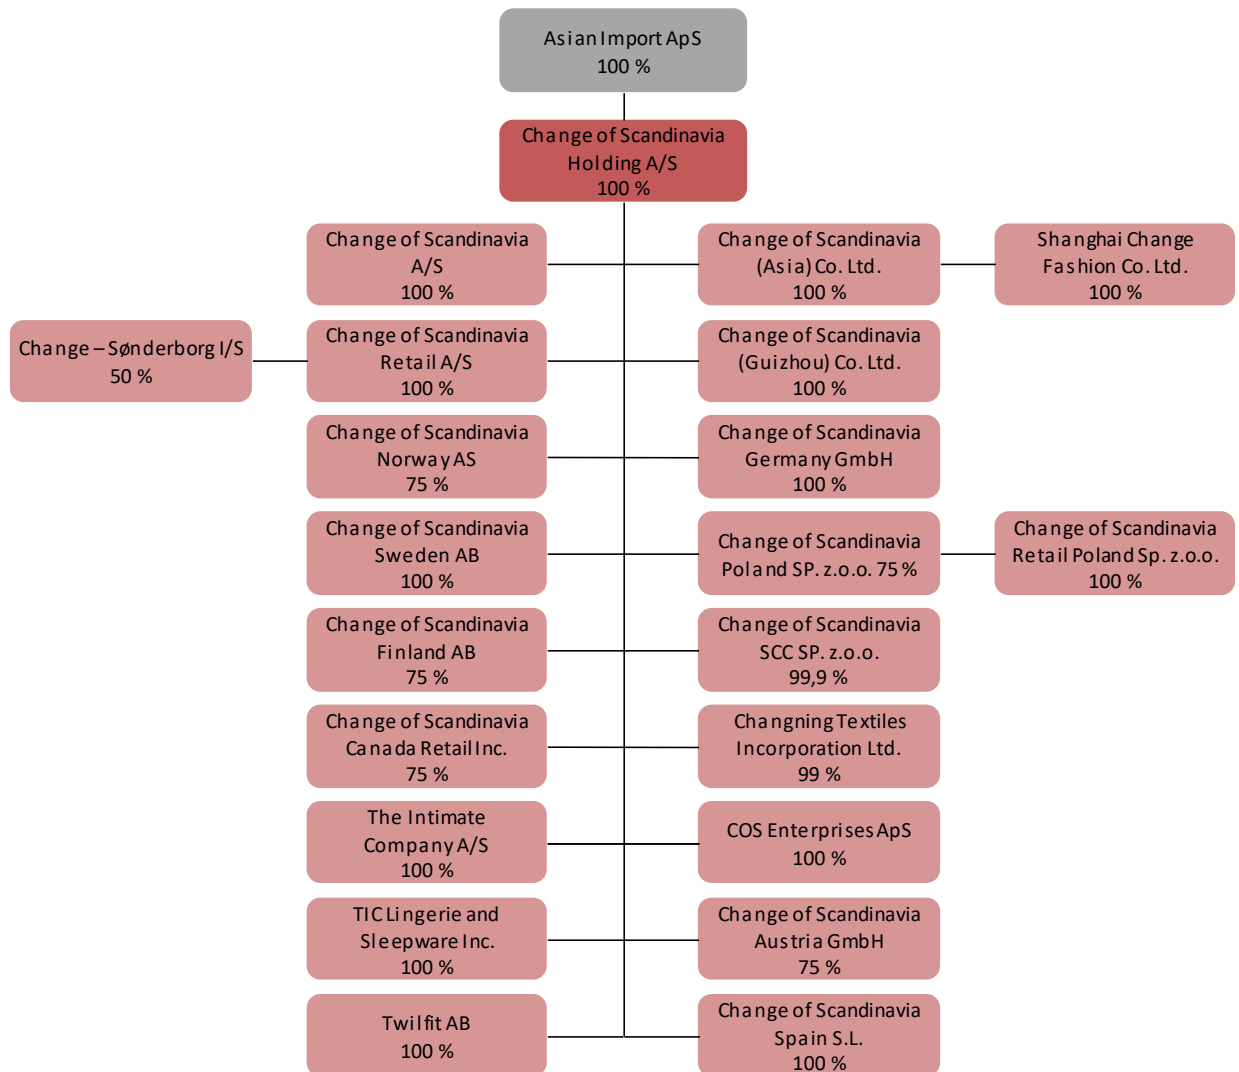 Asian Import ApS
100 %
Change of Scandinavia
Holding A/S
100 %
Change of Scandinavia
A/S
100 %
Change of Scandinavia
(Asia) Co. Ltd.
100 %
Shanghai Change
Fashion Co. Ltd.
100 %
Change – Sønderborg I/S
50 %
Change of Scandinavia
Retail A/S
100 %
Change of Scandinavia
(Guizhou) Co. Ltd.
100 %
Change of Scandinavia
Norway AS
75 %
Change of Scandinavia
Germany GmbH
100 %
Change of Scandinavia
Sweden AB
100 %
Change of Scandinavia
Poland SP. z.o.o. 75 %
Change of Scandinavia
Retail Poland Sp. z.o.o.
100 %
Change of Scandinavia
Finland AB
75 %
Change of Scandinavia
SCC SP. z.o.o.
99,9 %
Change of Scandinavia
Canada Retail Inc.
75 %
Changning Textiles
Incorporation Ltd.
99 %
The Intimate
Company A/S
100 %
COS Enterprises ApS
100 %
TIC Lingerie and
Sleepware Inc.
100 %
Change of Scandinavia
Austria GmbH
75 %
Twilfit AB
100 %
Change of Scandinavia
Spain S.L.
100 %